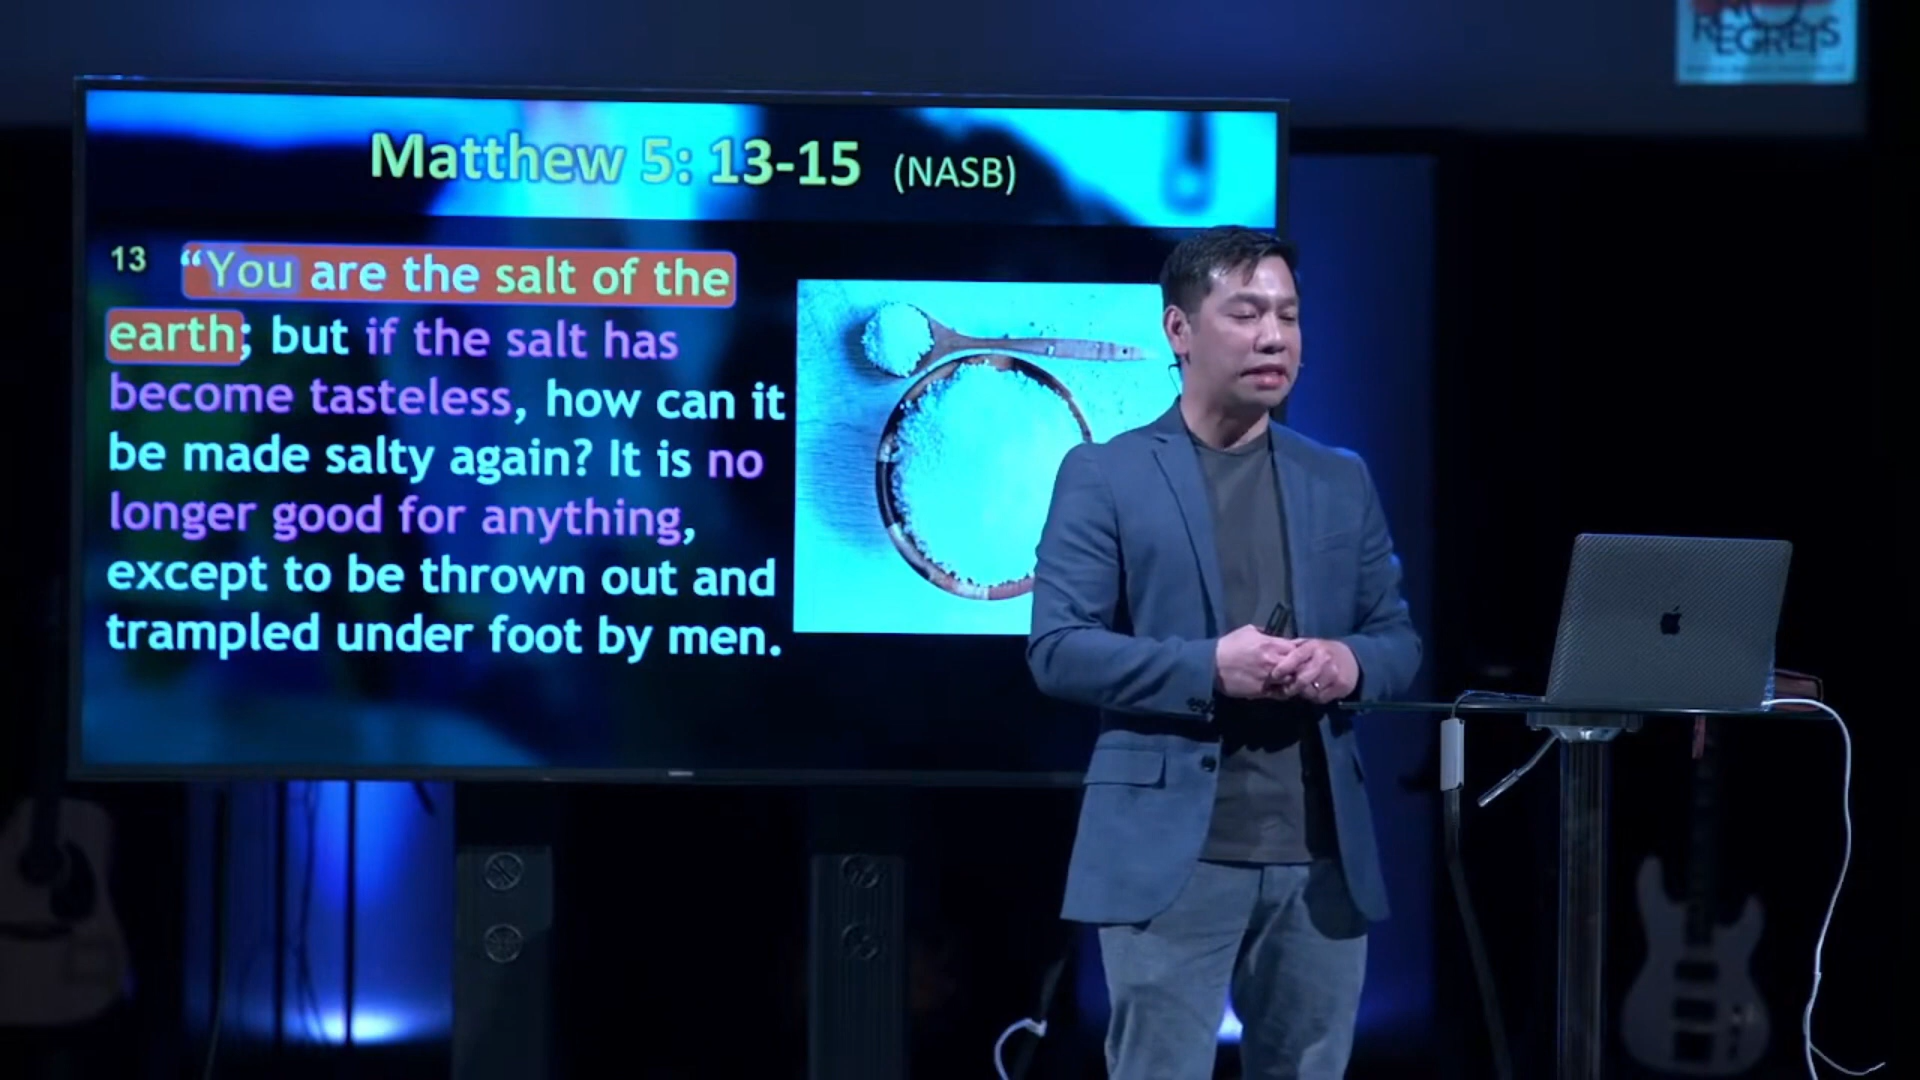 REGRETS
Matthew 5: 13-15 (NASB)
13 “You are the salt of the
earth; but if the salt has
become tasteless, how can it
be made salty again? It is no
longer good for anything,
except to be thrown out and
trampled under foot by men.